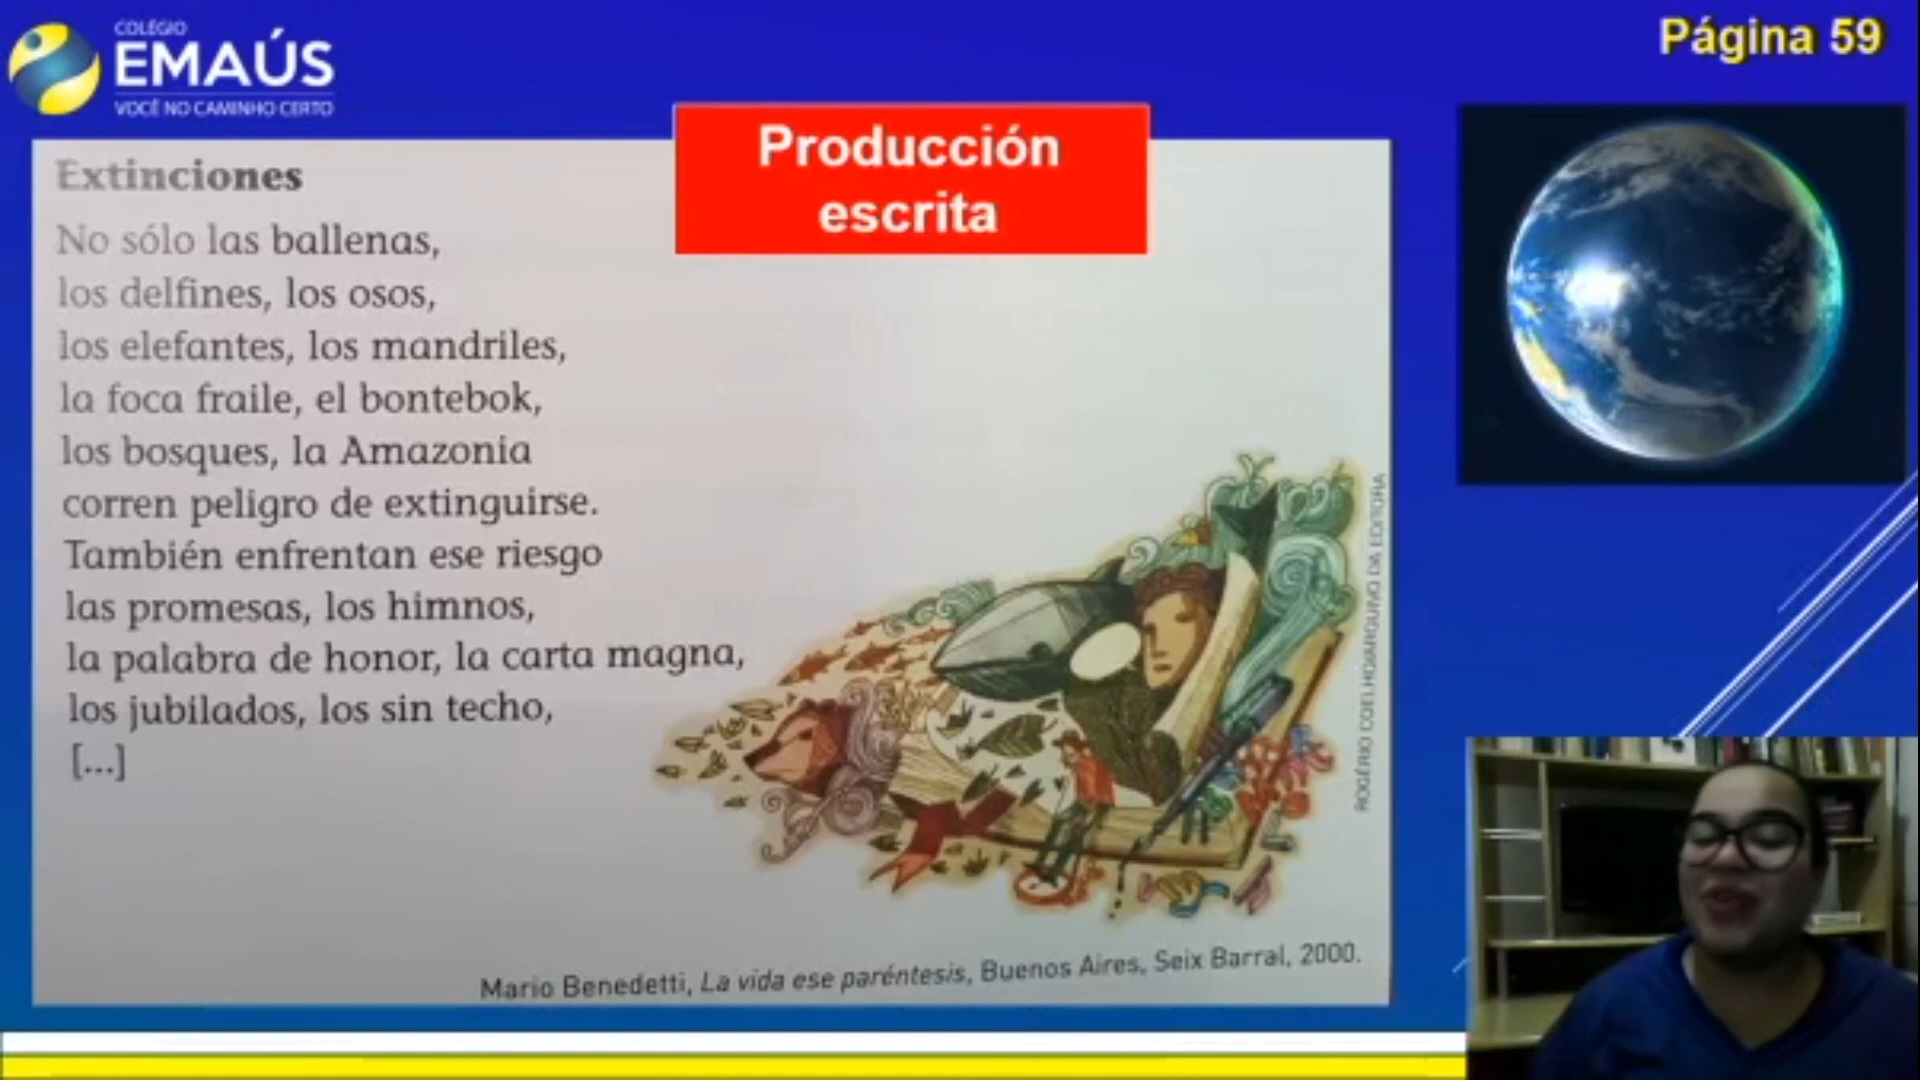 COLÉGIO
EMAÚS
VOCÊ NO CAMINHO CERTO
Página 59
Producción
escrita
Extinciones
No sólo las ballenas,
los delfines, los osos,
los elefantes, los mandriles,
la foca fraile, el bontebok,
los bosques, la Amazonia
corren peligro de extinguirse.
También enfrentan ese riesgo
las promesas, los himnos,
la palabra de honor, la carta magna,
los jubilados, los sin techo,
[...]
ROGÉRIO COELHO/ARQUIVO DA EDITORA
Mario Benedetti, La vida ese paréntesis, Buenos Aires, Seix Barral, 2000.